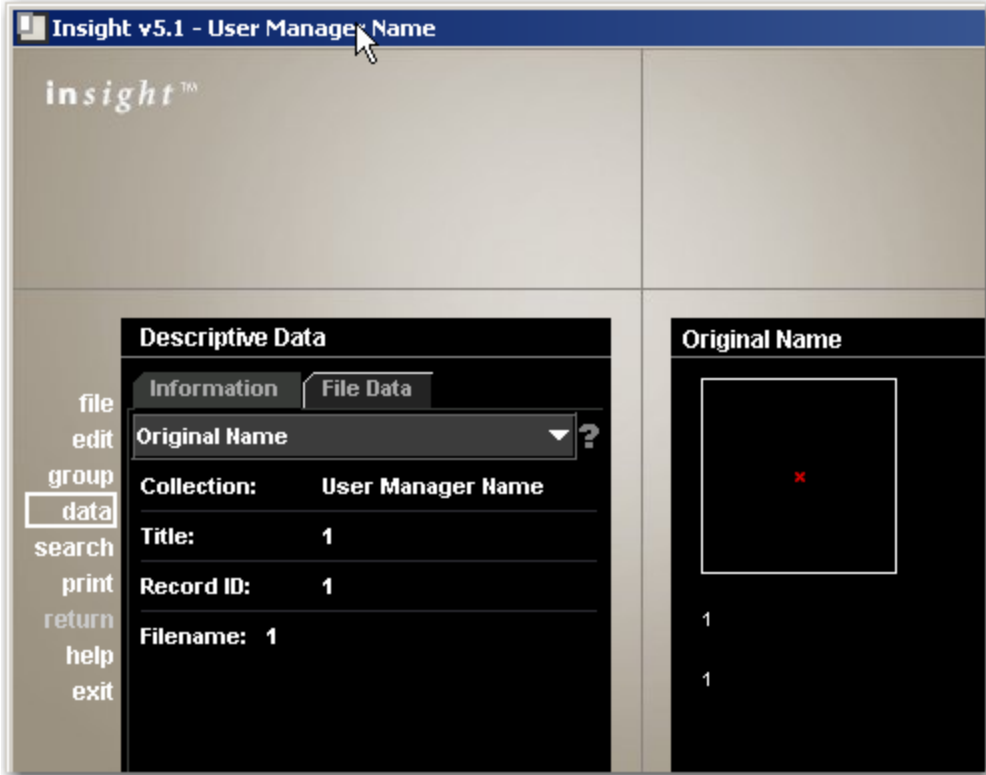 Insight v5.1 - User Manager Name
insight™
file
edit
group
data
search
print
return
help
exit
Descriptive Data
Information File Data
Original Name ?
Collection: User Manager Name
Title: 1
Record ID: 1
Filename: 1
Original Name
1
1